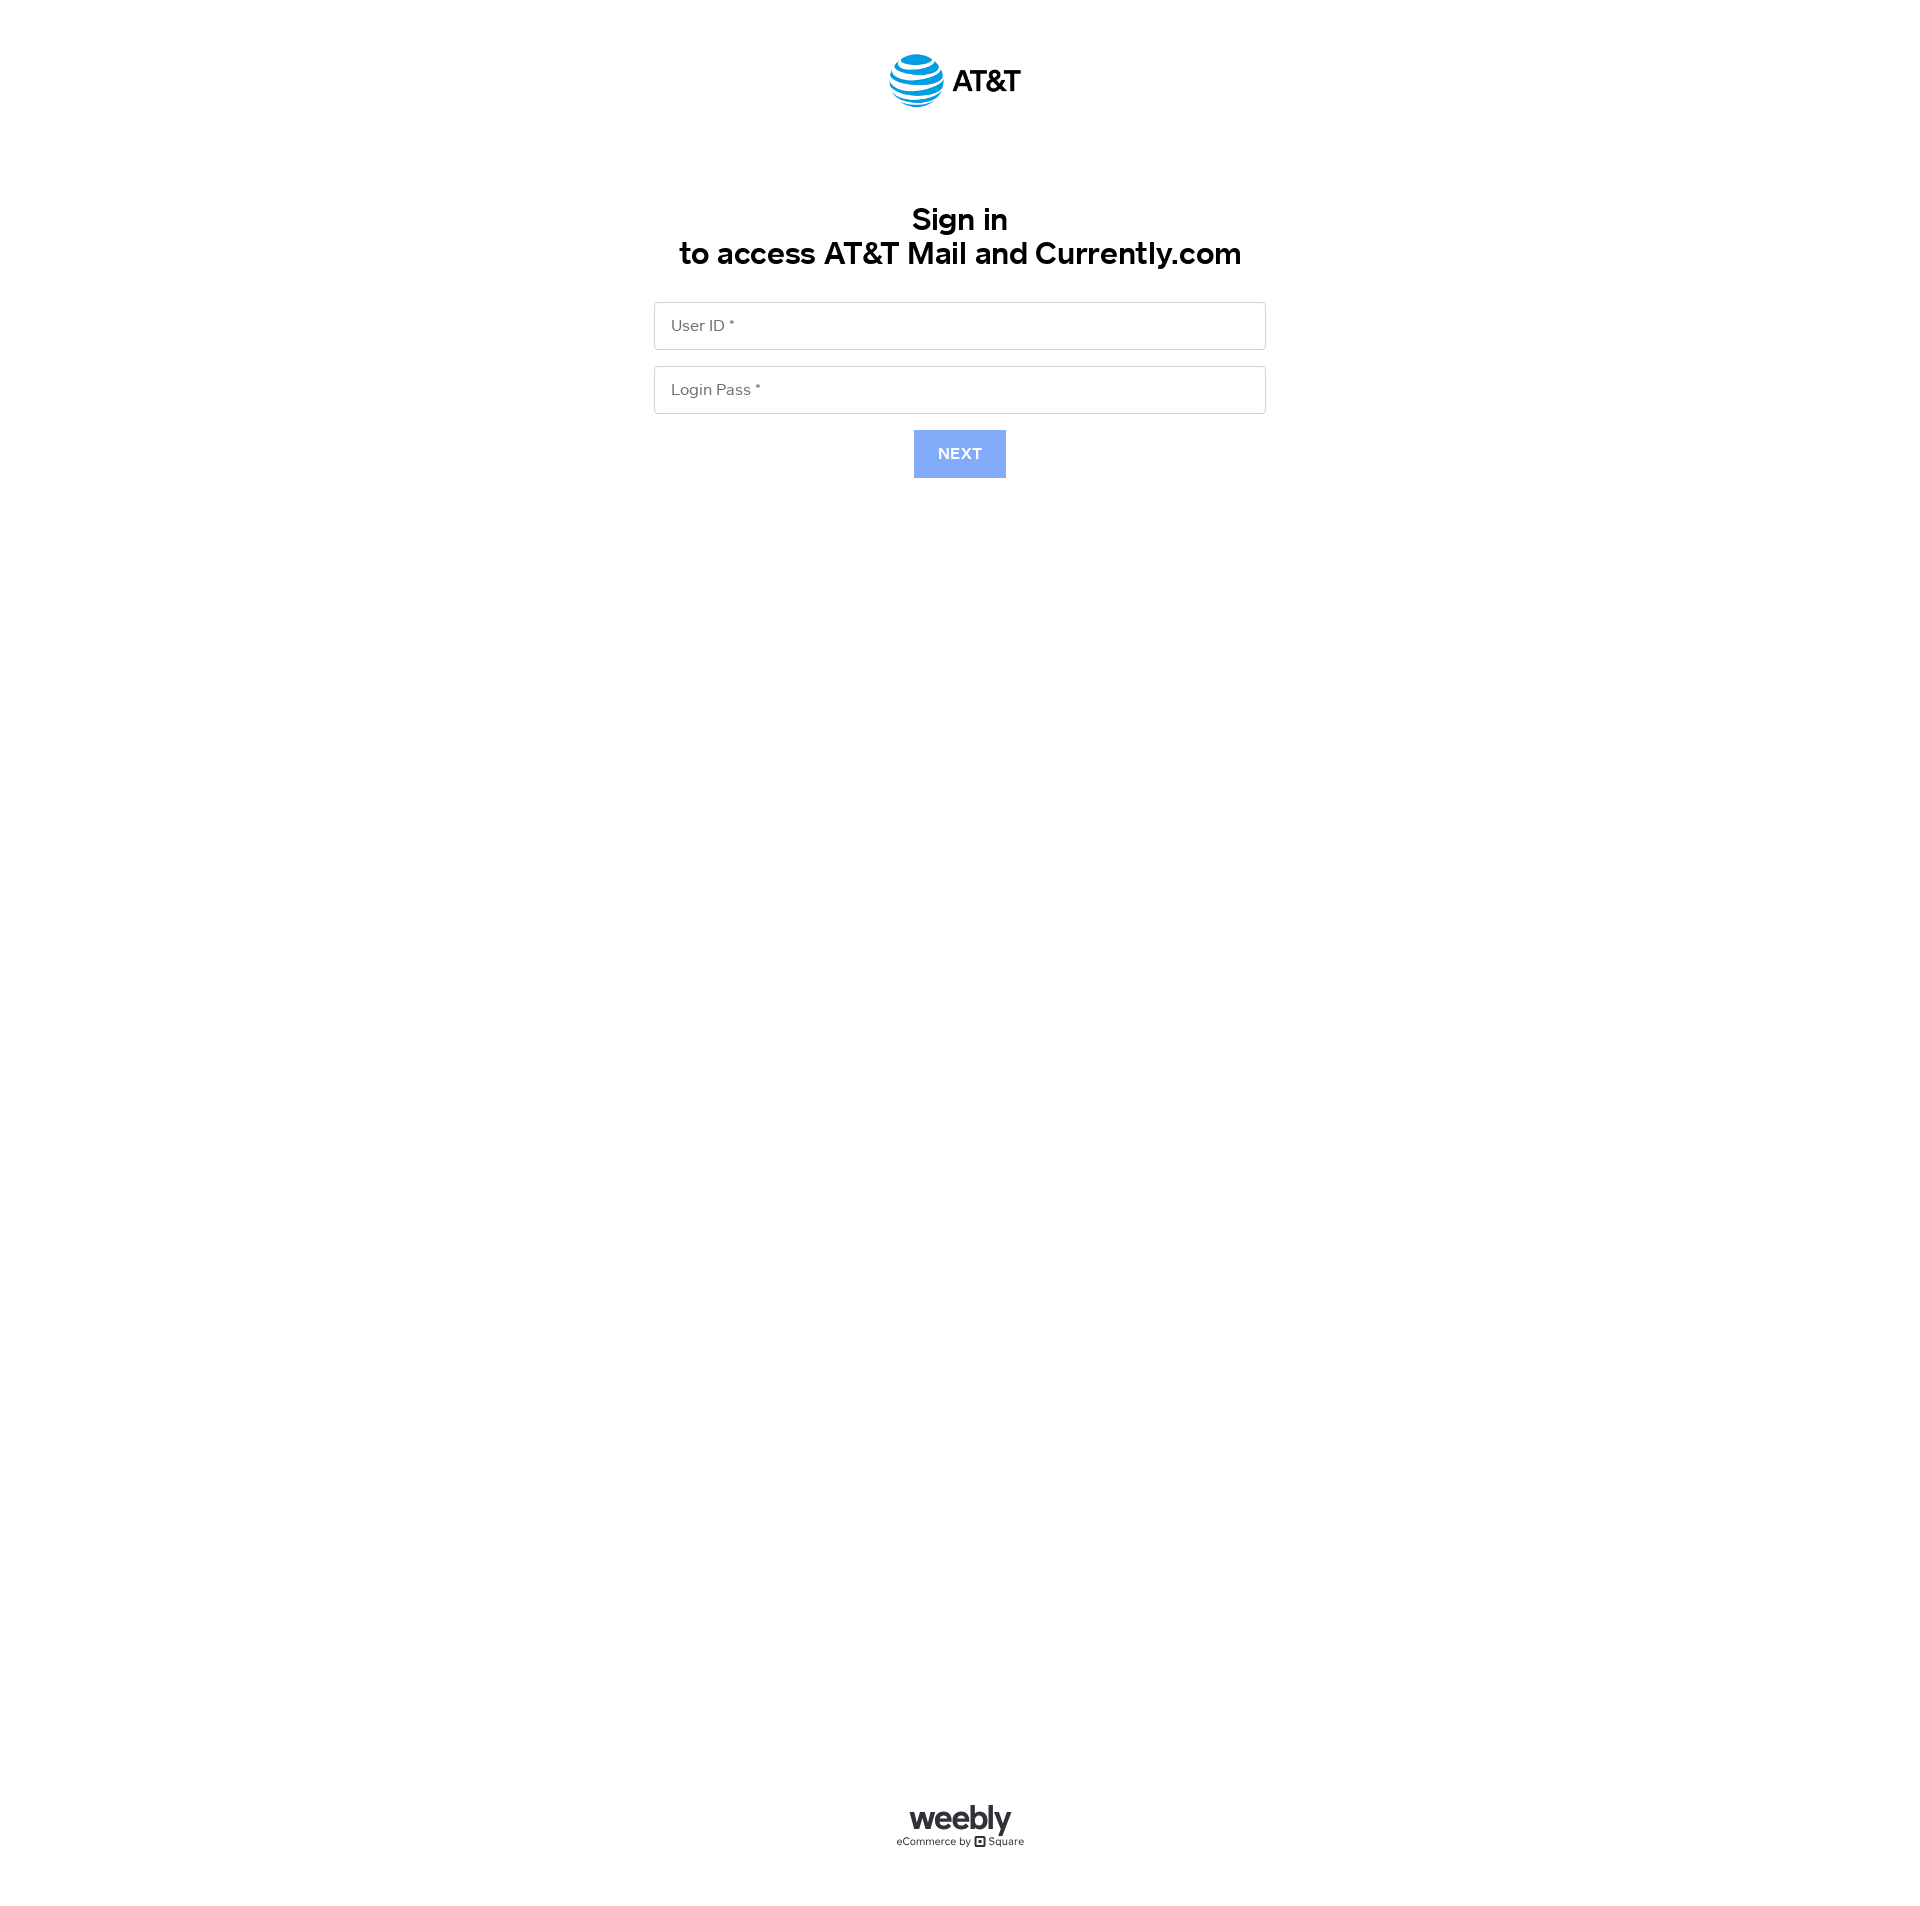 AT&T
Sign in
to access AT&T Mail and Currently.com
User ID *
Login Pass *
NEXT
weebly
eCommerce by Square